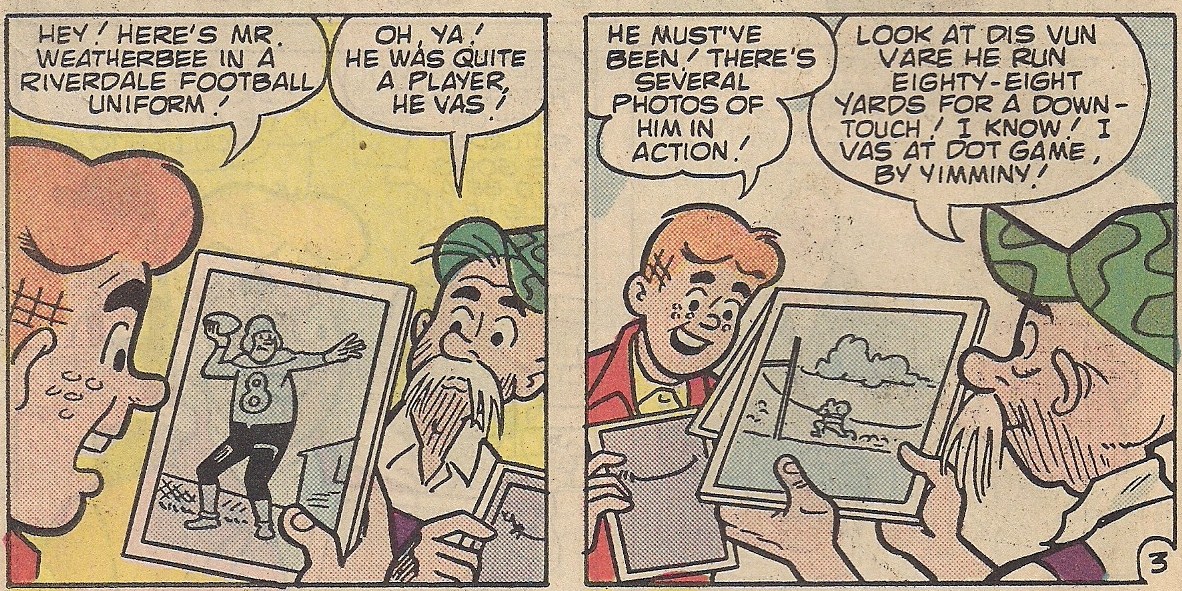 HEY! HERE'S MR.
WEATHERBEE IN A
RIVERDALE FOOTBALL
UNIFORM!
OH, YA!
HE WAS QUITE
A PLAYER,
HE VAS!
8
HE MUST'VE
BEEN! THERE'S
SEVERAL
PHOTOS OF
HIM IN
ACTION!
LOOK AT DIS VUN
VARE HE RUN
EIGHTY-EIGHT
YARDS FOR A DOWN-
TOUCH! I KNOW! I
VAS AT DOT GAME,
BY YIMMINY!
3